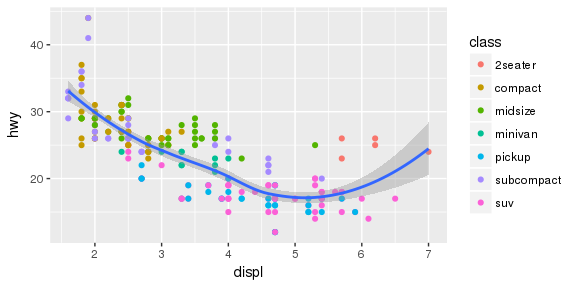 40
30
20
hwy
2 3 4 5 6 7
displ
class
2seater
compact
midsize
minivan
pickup
subcompact
suv